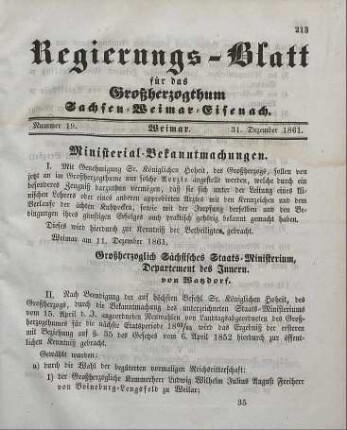 213
Regierungs-Blatt
für das
Großherzogthum
Sachsen-Weimar-Eisenach.
Nummer 19. Weimar. 31. Dezember 1861.
Ministerial-Bekanntmachungen.
I. Mit Genehmigung Sr. Königlichen Hoheit, des Großherzogs, sollen von
jetzt an im Großherzogthume nur solche Aerzte angestellt werden, welche durch ein
besonderes Zeugniß darzuthun vermögen, daß sie sich unter der Leitung eines klinischen
Lehrers oder eines anderen approbirten Arztes mit den Kennzeichen und dem
Verlaufe der ächten Kuhpocken, sowie mit der Impfung derselben und den Bedingungen
ihres günstigen Erfolges auch praktisch gehörig bekannt gemacht haben.
Dieses wird hierdurch zur Kenntniß der Betheiligten, gebracht.
Weimar am 11. Dezember 1861.
Großherzoglich Sächsisches Staats-Ministerium,
Departement des Innern.
von Watzdorf.
II. Nach Beendigung der auf höchsten Befehl Sr. Königlichen Hoheit, des
Großherzogs, durch die Bekanntmachung des unterzeichneten Staats-Ministeriums
vom 15. April d. J. angeordneten Neuwahlen von Landtagsabgeordneten des Großherzogthums
für die nächste Statsperiode wird das Ergebniß der ersteren
mit Beziehung auf § 35 des Gesetzes vom 6. April 1852 hierdurch zur öffentlichen
Kenntniß gebracht.
Gewählt wurden:
a) durch die Wahl der begüterten vormaligen Reichsritterschaft:
1) der Großherzogliche Kammerherr Ludwig Wilhelm Julius August Freiherr
von Boineburg-Lengsfeld zu Weilar;
35